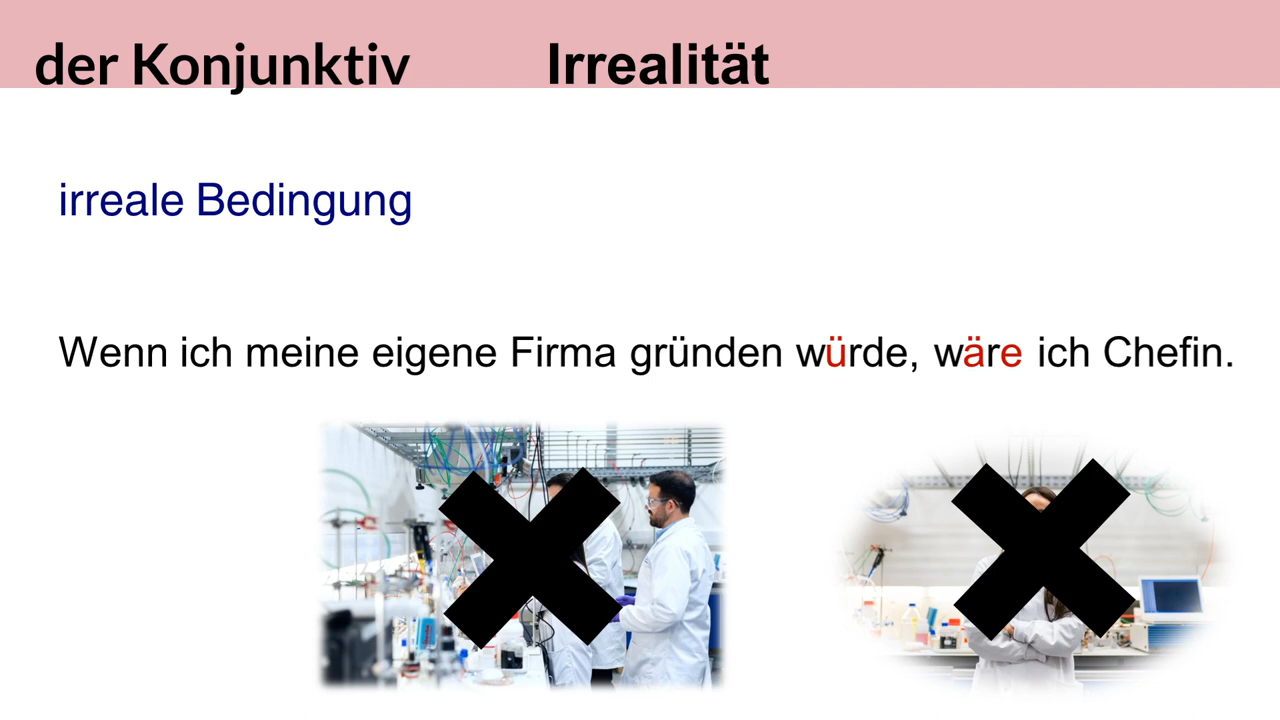 der Konjunktiv Irrealität
irreale Bedingung
Wenn ich meine eigene Firma gründen würde, wäre ich Chefin.